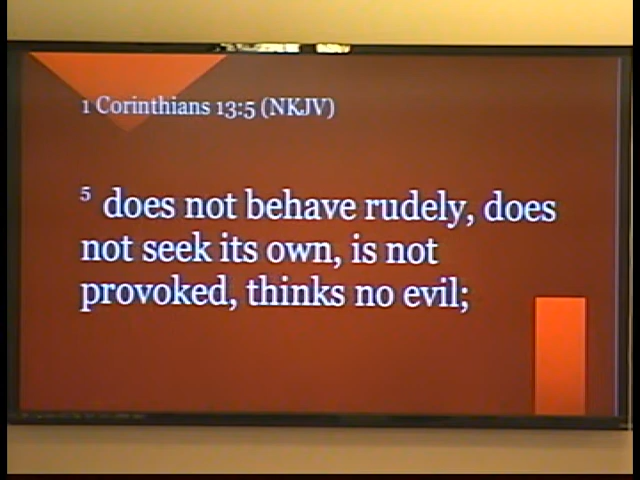 1 Corinthians 13:5 (NKJV)
5 does not behave rudely, does
not seek its own, is not
provoked, thinks no evil;